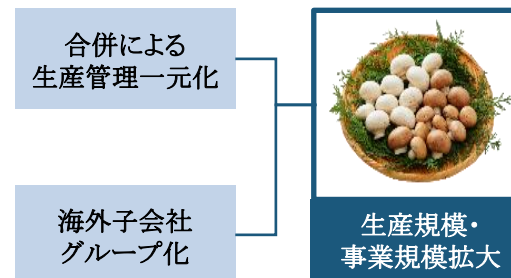 合併による
生産管理一元化
海外子会社
グループ化
生産規模・
事業規模拡大